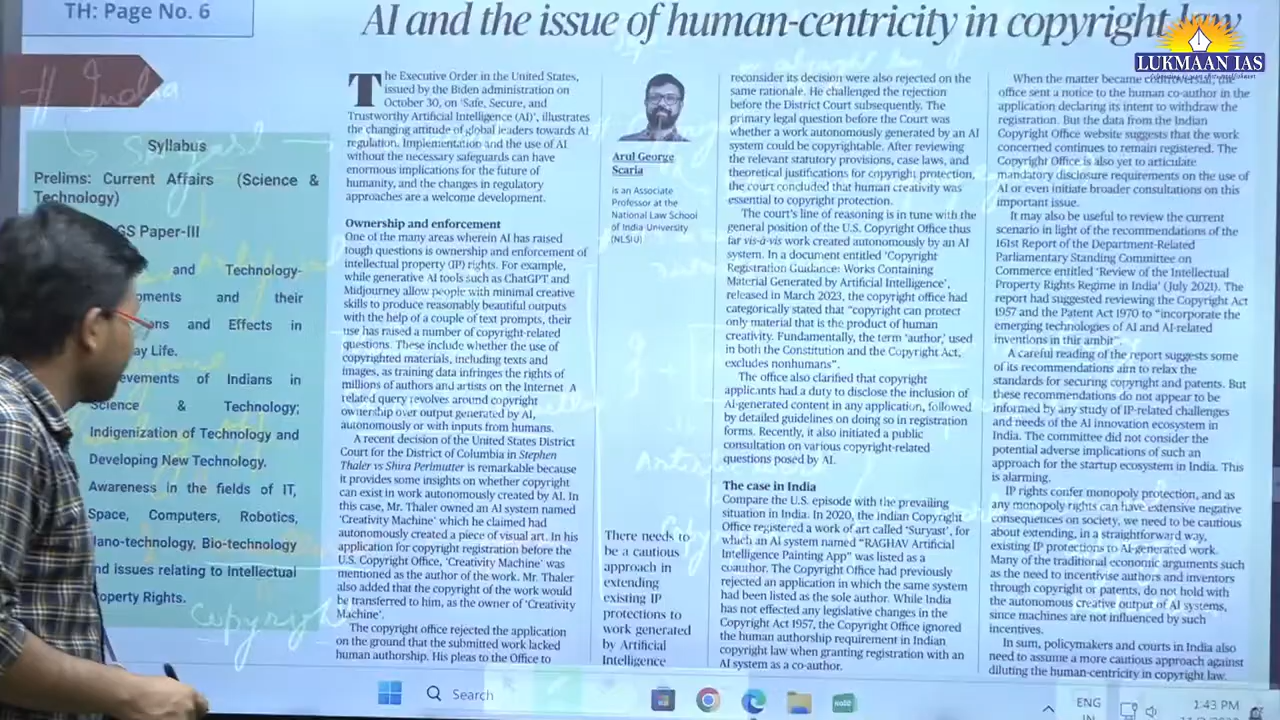 TH: Page No. 6
AI and the issue of human-centricity in copyright law
LUKMAAN IAS
# India
Syllabus
Prelims: Current Affairs (Science &
Technology)
GS Paper-III
and Technology-
and their
and Effects in
Life.
of Indians in
Science & Technology;
Indigenization of Technology and
Developing New Technology.
Awareness in the fields of IT,
Space, Computers, Robotics,
Nano-technology, Bio-technology
and issues relating to Intellectual
Property Rights.
The Executive Order in the United States,
issued by the Biden administration on
October 30, on ‘Safe, Secure, and
Trustworthy Artificial Intelligence (AI)’, illustrates
the changing attitude of global leaders towards AI
regulation. Implementation and the use of AI
without the necessary safeguards can have
enormous implications for the future of
humanity, and the changes in regulatory
approaches are a welcome development.
Ownership and enforcement
One of the many areas wherein AI has raised
tough questions is ownership and enforcement of
intellectual property (IP) rights. For example,
while generative AI tools such as ChatGPT and
Midjourney allow people with minimal creative
skills to produce reasonably beautiful outputs
with the help of a couple of text prompts, their
use has raised a number of copyright-related
questions. These include whether the use of
copyrighted materials, including texts and
images, as training data infringes the rights of
millions of authors and artists on the Internet A
related query revolves around copyright
ownership over output generated by AI,
autonomously or with inputs from humans.
A recent decision of the United States District
Court for the District of Columbia in Stephen
Thaler vs Shira Perlmutter is remarkable because
it provides some insights on whether copyright
can exist in work autonomously created by AI. In
this case, Mr. Thaler owned an AI system named
‘Creativity Machine’ which he claimed had
autonomously created a piece of visual art. In his
application for copyright registration before the
U.S. Copyright Office, ‘Creativity Machine’ was
mentioned as the author of the work. Mr. Thaler
also added that the copyright of the work would
be transferred to him, as the owner of ‘Creativity
Machine’.
The copyright office rejected the application
on the ground that the submitted work lacked
human authorship. His pleas to the Office to
Arul George
Scaria
is an Associate
Professor at the
National Law School
of India University
(NLSIU)
There needs to
be a cautious
approach in
extending
existing IP
protections to
work generated
by Artificial
Intelligence
reconsider its decision were also rejected on the
same rationale. He challenged the rejection
before the District Court subsequently. The
primary legal question before the Court was
whether a work autonomously generated by an AI
system could be copyrightable. After reviewing
the relevant statutory provisions, case laws, and
theoretical justifications for copyright protection,
the court concluded that human creativity was
essential to copyright protection.
The court’s line of reasoning is in tune with the
general position of the U.S. Copyright Office thus
far vis-à-vis work created autonomously by an AI
system. In a document entitled ‘Copyright
Registration Guidance: Works Containing
Material Generated by Artificial Intelligence’,
released in March 2023, the copyright office had
categorically stated that “copyright can protect
only material that is the product of human
creativity. Fundamentally, the term ‘author,’ used
in both the Constitution and the Copyright Act,
excludes nonhumans”.
The office also clarified that copyright
applicants had a duty to disclose the inclusion of
AI-generated content in any application, followed
by detailed guidelines on doing so in registration
forms. Recently, it also initiated a public
consultation on various copyright-related
questions posed by AI.
The case in India
Compare the U.S. episode with the prevailing
situation in India. In 2020, the Indian Copyright
Office registered a work of art called ‘Suryast’, for
which an AI system named “RAGHAV Artificial
Intelligence Painting App” was listed as a
coauthor. The Copyright Office had previously
rejected an application in which the same system
had been listed as the sole author. While India
has not effected any legislative changes in the
Copyright Act 1957, the Copyright Office ignored
the human authorship requirement in Indian
copyright law when granting registration with an
AI system as a co-author.
When the matter became controversial, the
office sent a notice to the human co-author in the
application declaring its intent to withdraw the
registration. But the data from the Indian
Copyright Office website suggests that the work
concerned continues to remain registered. The
Copyright Office is also yet to articulate
mandatory disclosure requirements on the use of
AI or even initiate broader consultations on this
important issue.
It may also be useful to review the current
scenario in light of the recommendations of the
161st Report of the Department-Related
Parliamentary Standing Committee on
Commerce entitled ‘Review of the Intellectual
Property Rights Regime in India’ (July 2021). The
report had suggested reviewing the Copyright Act
1957 and the Patent Act 1970 to “incorporate the
emerging technologies of AI and AI-related
inventions in this ambit”.
A careful reading of the report suggests some
of its recommendations aim to relax the
standards for securing copyright and patents. But
these recommendations do not appear to be
informed by any study of IP-related challenges
and needs of the AI innovation ecosystem in
India. The committee did not consider the
potential adverse implications of such an
approach for the startup ecosystem in India. This
is alarming.
IP rights confer monopoly protection, and as
any monopoly rights can have extensive negative
consequences on society, we need to be cautious
about extending, in a straightforward way,
existing IP protections to AI-generated work.
Many of the traditional economic arguments such
as the need to incentivise authors and inventors
through copyright or patents, do not hold with
the autonomous creative output of AI systems,
since machines are not influenced by such
incentives.
In sum, policymakers and courts in India also
need to assume a more cautious approach against
diluting the human-centricity in copyright law.
Copyright
Search
ENG
IN
1:43 PM